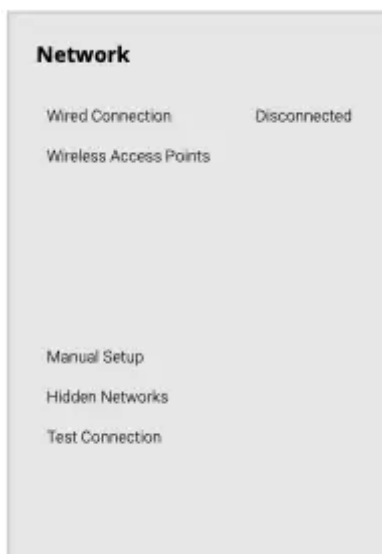 Network
Wired Connection Disconnected
Wireless Access Points
Manual Setup
Hidden Networks
Test Connection